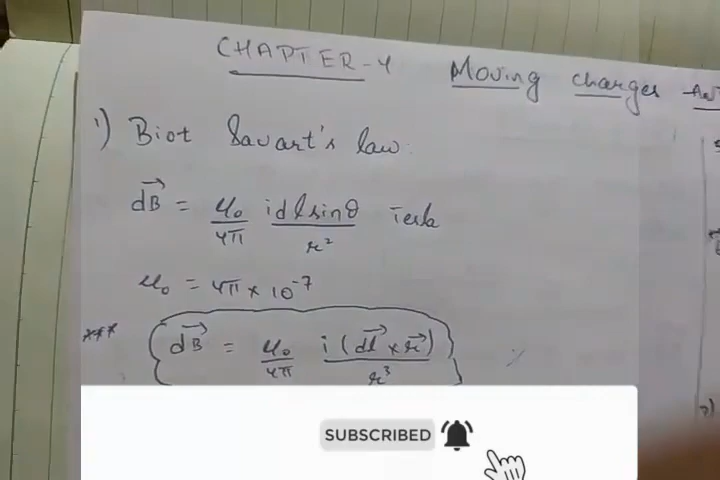 CHAPTER-4 Moving charges
1) Biot Savart's law.
dB⃗ = μ₀/4π idl sinθ/r² Tesla
μ₀ = 4π × 10⁻⁷
*** dB⃗ = μ₀/4π i(dl⃗ × r⃗)/r³
SUBSCRIBED